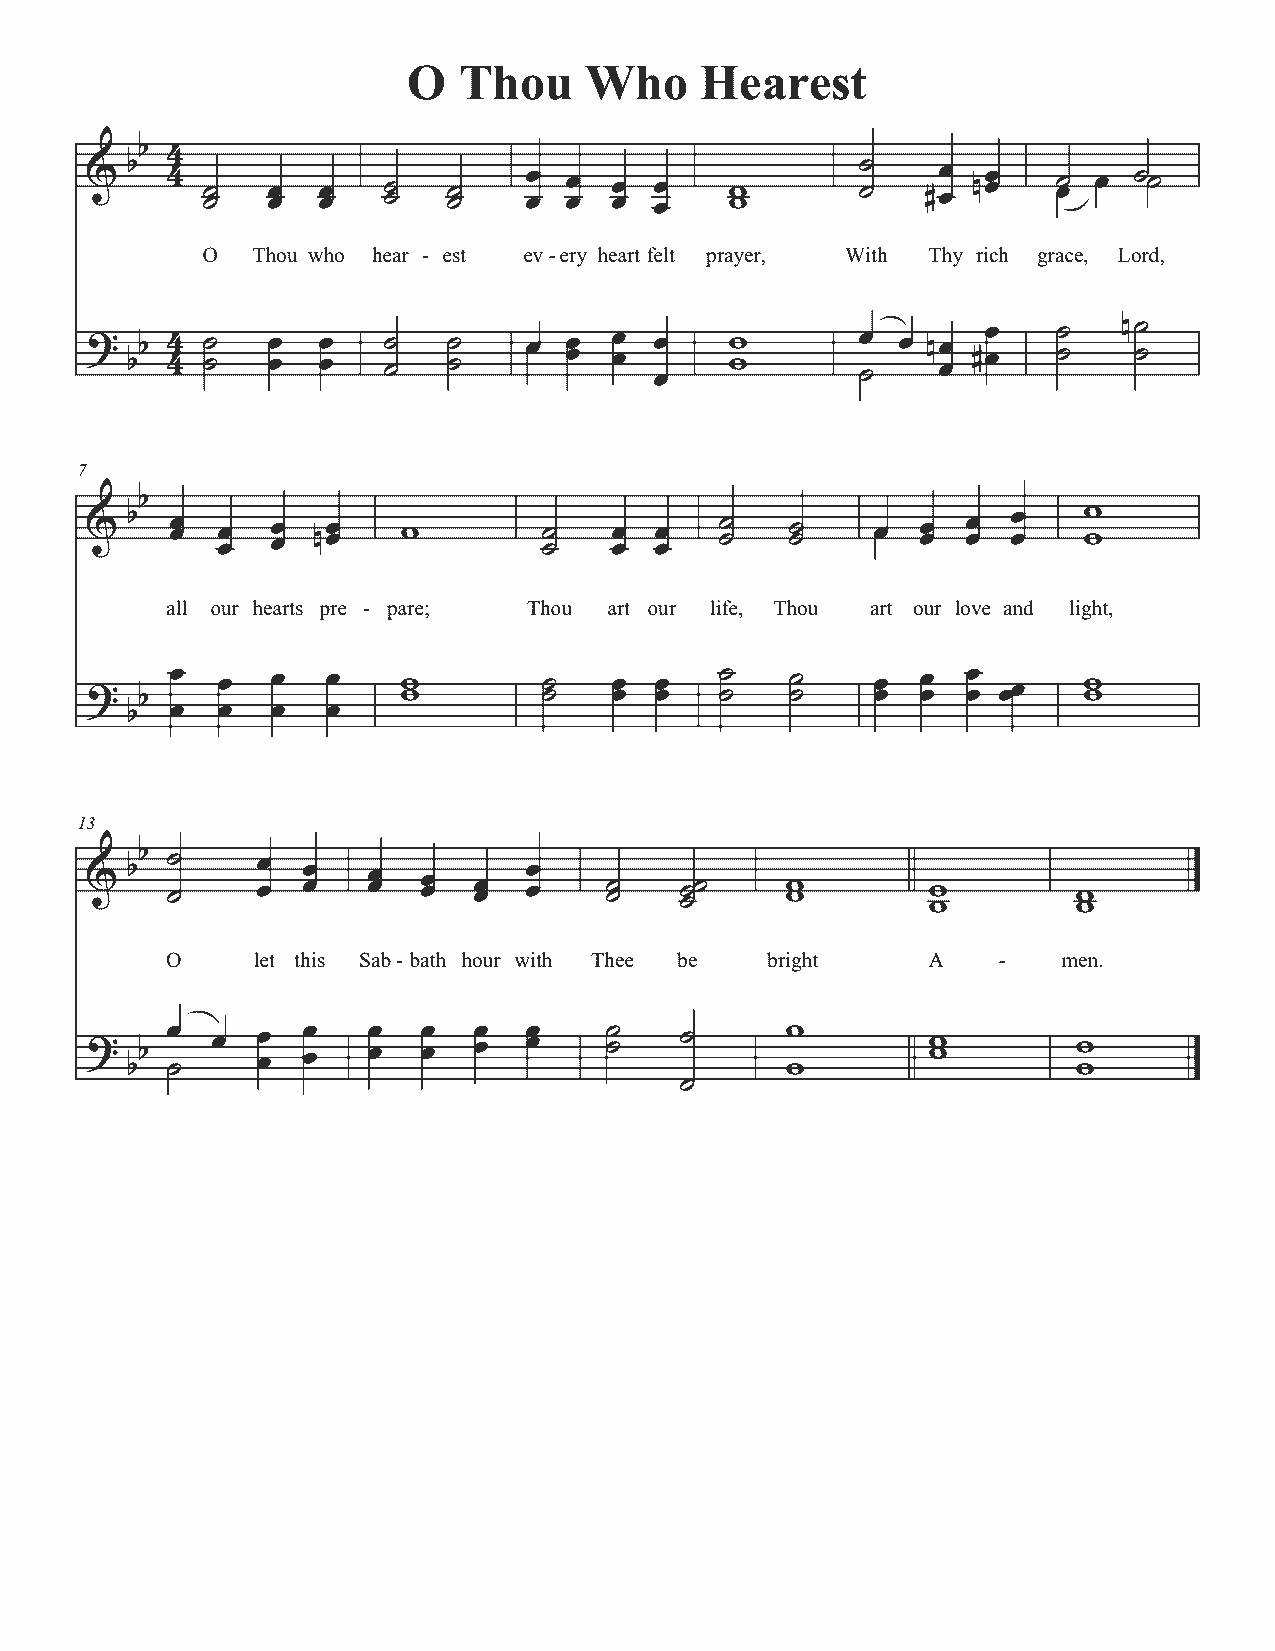 O Thou Who Hearest
4
4
O Thou who hear - est ev - ery heart felt prayer, With Thy rich grace, Lord,
4
4
7
all our hearts pre - pare; Thou art our life, Thou art our love and light,
13
O let this Sab - bath hour with Thee be bright A - men.